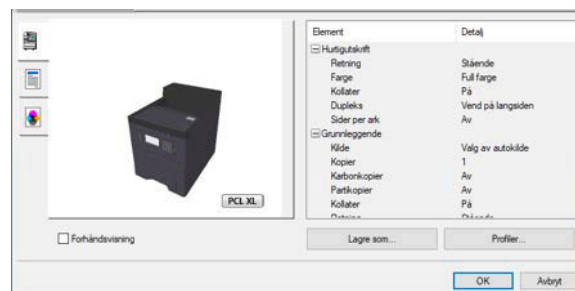 Element Detalj
Hurtigutskrift
Retning Stående
Farge Full farge
Kollater På
Dupleks Vend på langsiden
Sider per ark Av
Grunnleggende
Kilde Valg av autokilde
Kopier 1
Karbonkopier Av
Partikopier Av
Kollater På
Retning Stående
PCL XL
Forhåndsvisning
Lagre som... Profiler...
OK Avbryt